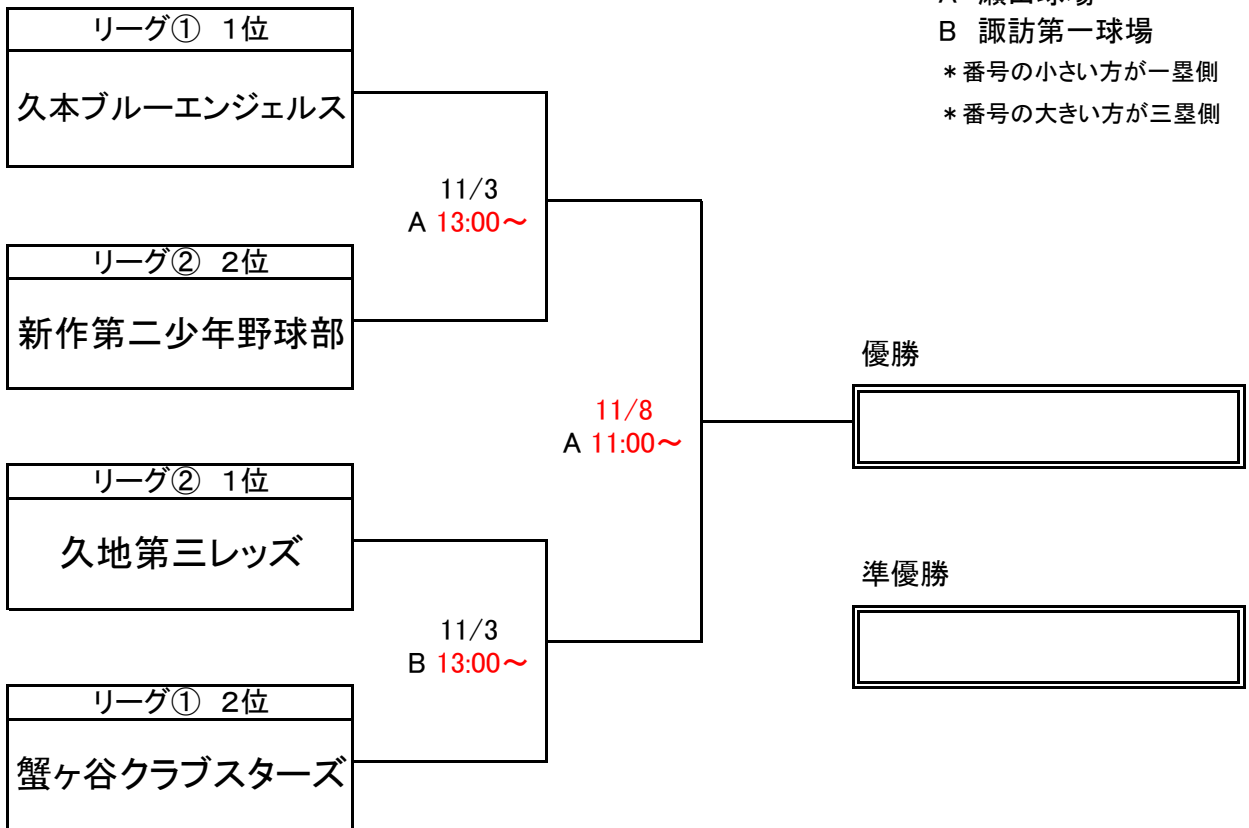 B 諏訪第一球場
＊番号の小さい方が一塁側
＊番号の大きい方が三塁側
リーグ① 1位
久本ブルーエンジェルス
11/3
A 13:00～
リーグ② 2位
新作第二少年野球部
優勝
11/8
A 11:00～
リーグ② 1位
久地第三レッズ
準優勝
11/3
B 13:00～
リーグ① 2位
蟹ヶ谷クラブスターズ